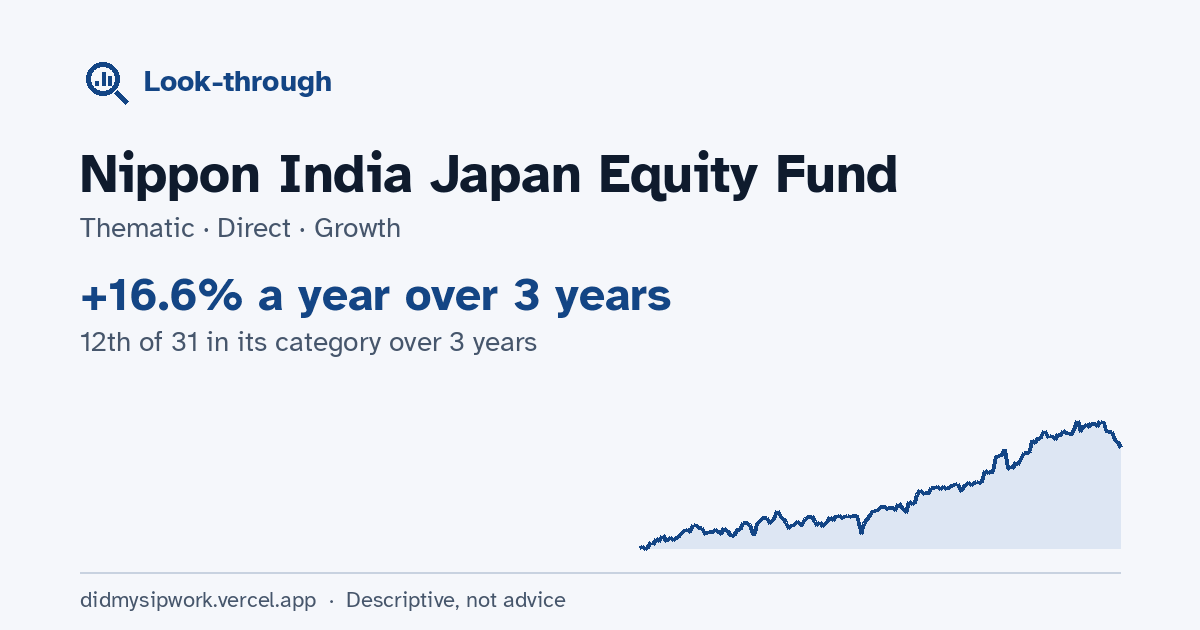 Look-through
Nippon India Japan Equity Fund
Thematic · Direct · Growth
+16.6% a year over 3 years
12th of 31 in its category over 3 years
didmysipwork.vercel.app · Descriptive, not advice